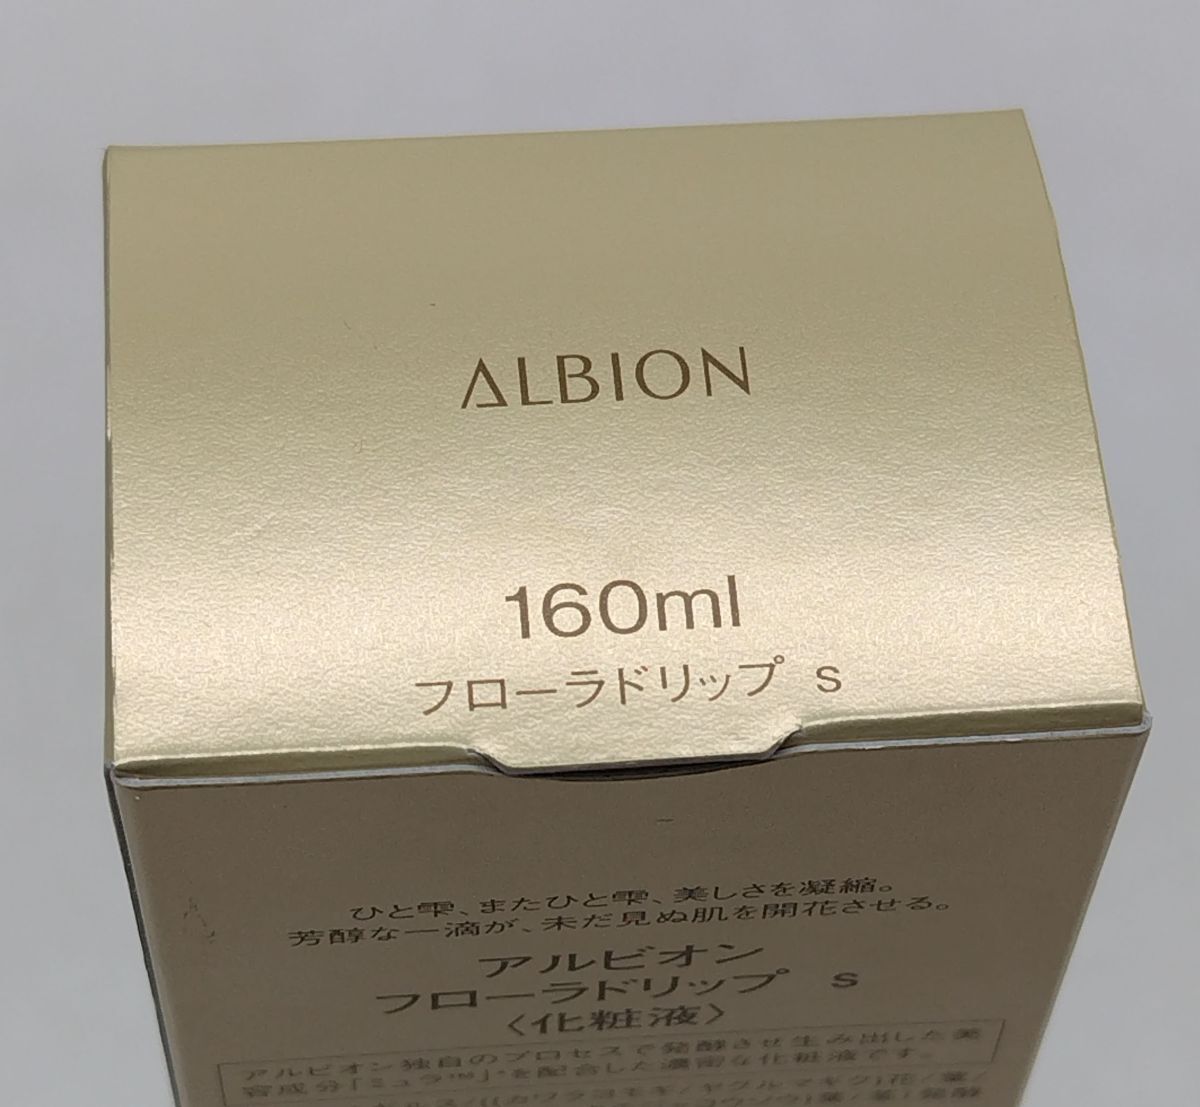 ALBION
160ml
フローラドリップ s
ひと雫、またひと雫、美しさを凝縮。
芳醇な一滴が、未だ見ぬ肌を開花させる。
アルビオン
フローラドリップ s
〈化粧液〉
アルビオン独自のプロセスで発酵させ生み出した美
容成分「ミュラ™」*を配合した濃密な化粧液です。